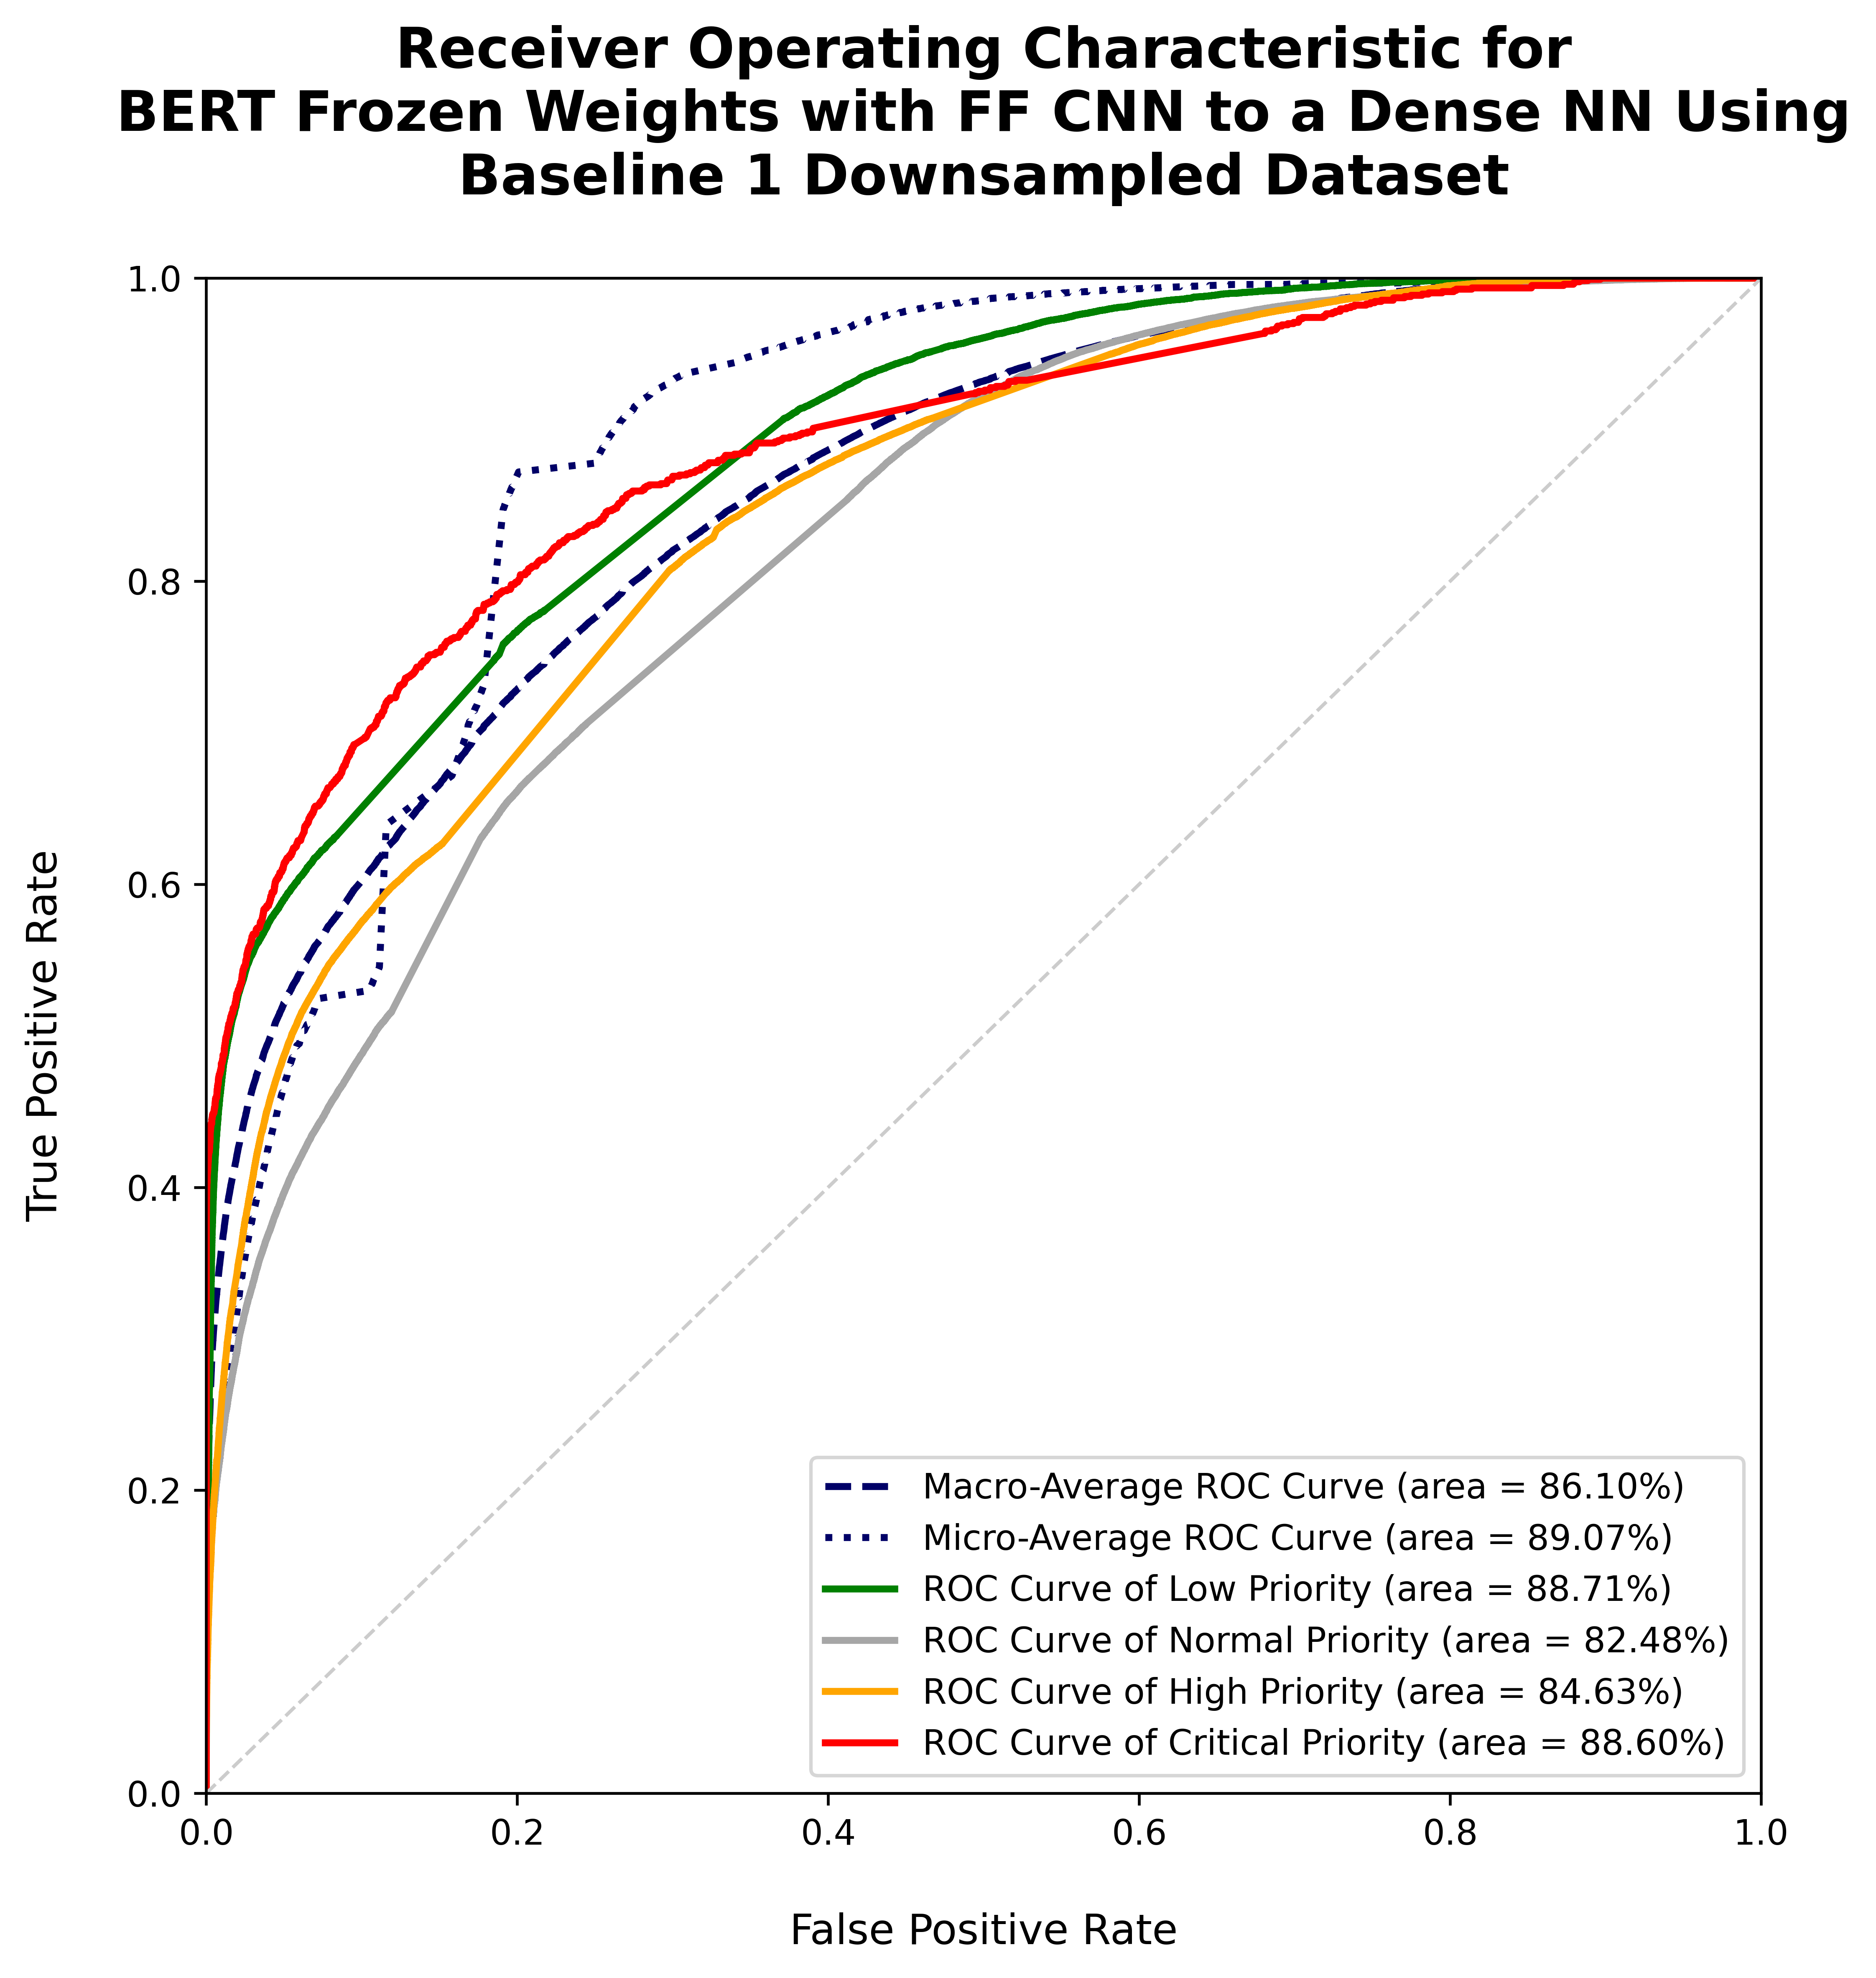 Receiver Operating Characteristic for
BERT Frozen Weights with FF CNN to a Dense NN Using
Baseline 1 Downsampled Dataset
True Positive Rate
1.0
0.8
0.6
0.4
0.2
0.0
Macro-Average ROC Curve (area = 86.10%)
Micro-Average ROC Curve (area = 89.07%)
ROC Curve of Low Priority (area = 88.71%)
ROC Curve of Normal Priority (area = 82.48%)
ROC Curve of High Priority (area = 84.63%)
ROC Curve of Critical Priority (area = 88.60%)
0.0 0.2 0.4 0.6 0.8 1.0
False Positive Rate